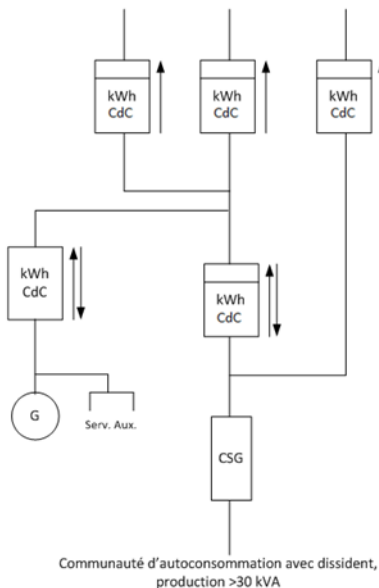 kWh
CdC
kWh
CdC
kWh
CdC
kWh
CdC
kWh
CdC
G
Serv. Aux.
CSG
Communauté d'autoconsommation avec dissident,
production >30 kVA